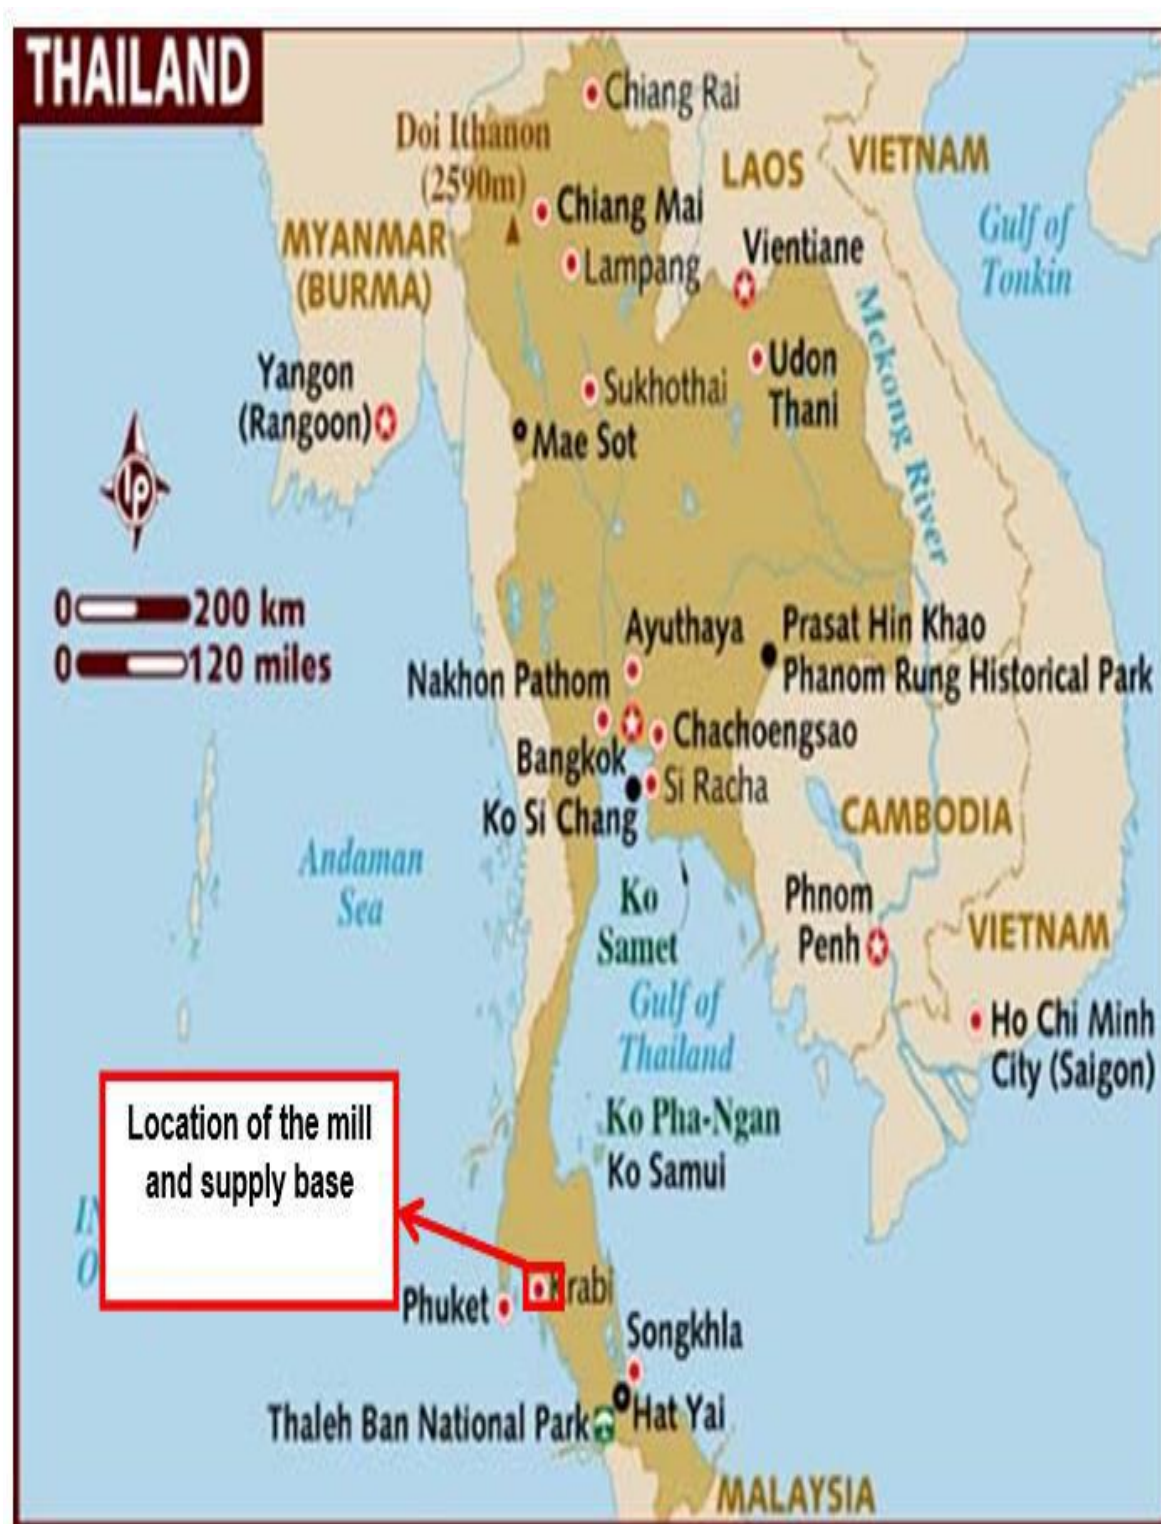 THAILAND
Chiang Rai
Doi Ithanon
(2590m)
LAOS
VIETNAM
Chiang Mai
MYANMAR
(BURMA)
Lampang
Vientiane
Gulf of
Tonkin
Mekong River
Yangon
(Rangoon)
Sukhothai
Udon
Thani
Mae Sot
lp
0 200 km
0 120 miles
Ayuthaya
Prasat Hin Khao
Phanom Rung Historical Park
Nakhon Pathom
Bangkok
Chachoengsao
Si Racha
Ko Si Chang
CAMBODIA
Andaman
Sea
Ko
Samet
Phnom
Penh
VIETNAM
Gulf of
Thailand
Ho Chi Minh
City (Saigon)
Location of the mill
and supply base
Ko Pha-Ngan
Ko Samui
Krabi
Phuket
Songkhla
Thaleh Ban National Park
Hat Yai
MALAYSIA